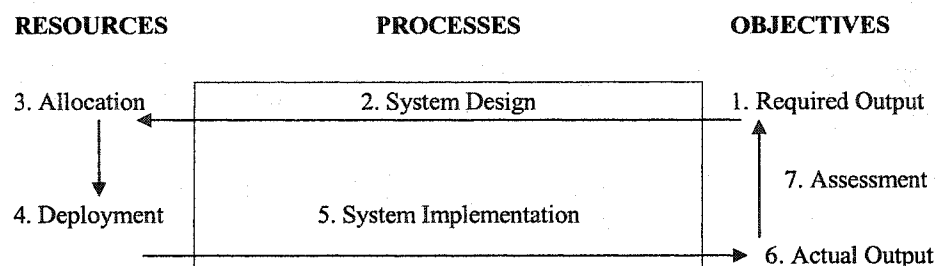 RESOURCES PROCESSES OBJECTIVES
3. Allocation 2. System Design 1. Required Output
7. Assessment
4. Deployment 5. System Implementation
6. Actual Output